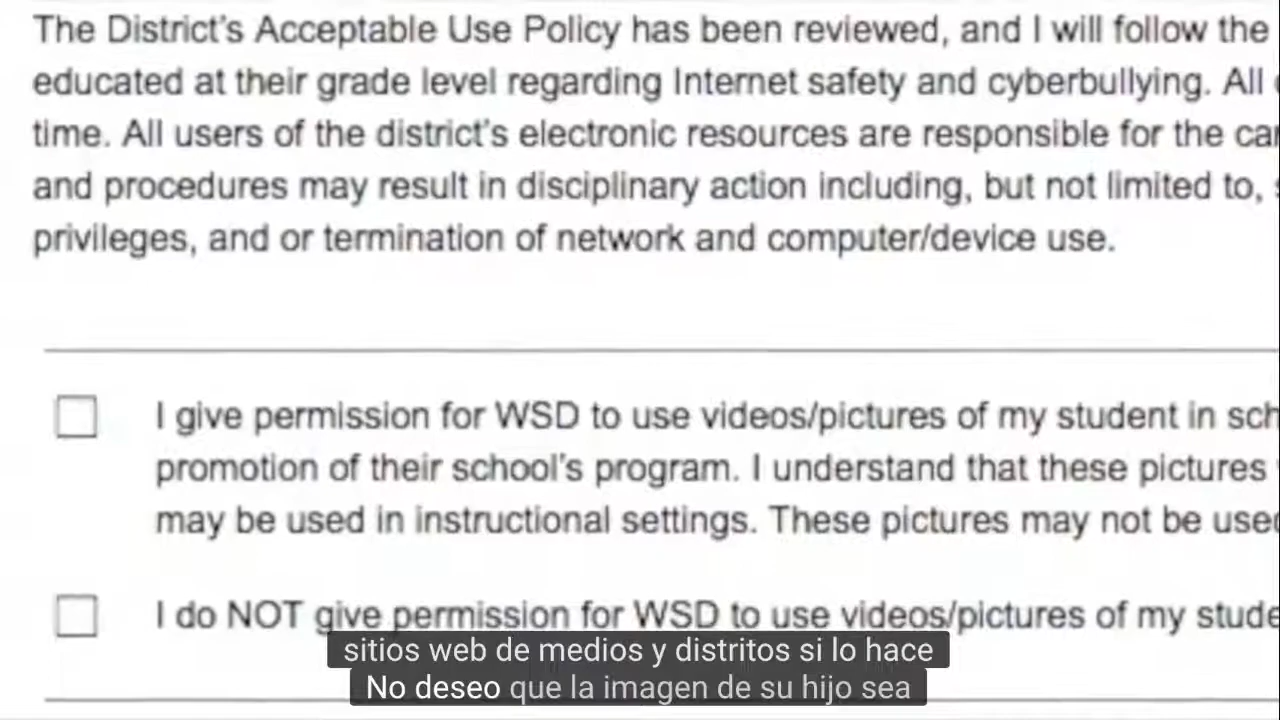 The District's Acceptable Use Policy has been reviewed, and I will follow the
educated at their grade level regarding Internet safety and cyberbullying. All
time. All users of the district's electronic resources are responsible for the
and procedures may result in disciplinary action including, but not limited to,
privileges, and or termination of network and computer/device use.
I give permission for WSD to use videos/pictures of my student in
promotion of their school's program. I understand that these pictures
may be used in instructional settings. These pictures may not be
I do NOT give permission for WSD to use videos/pictures of my
sitios web de medios y distritos si lo hace
No deseo que la imagen de su hijo sea